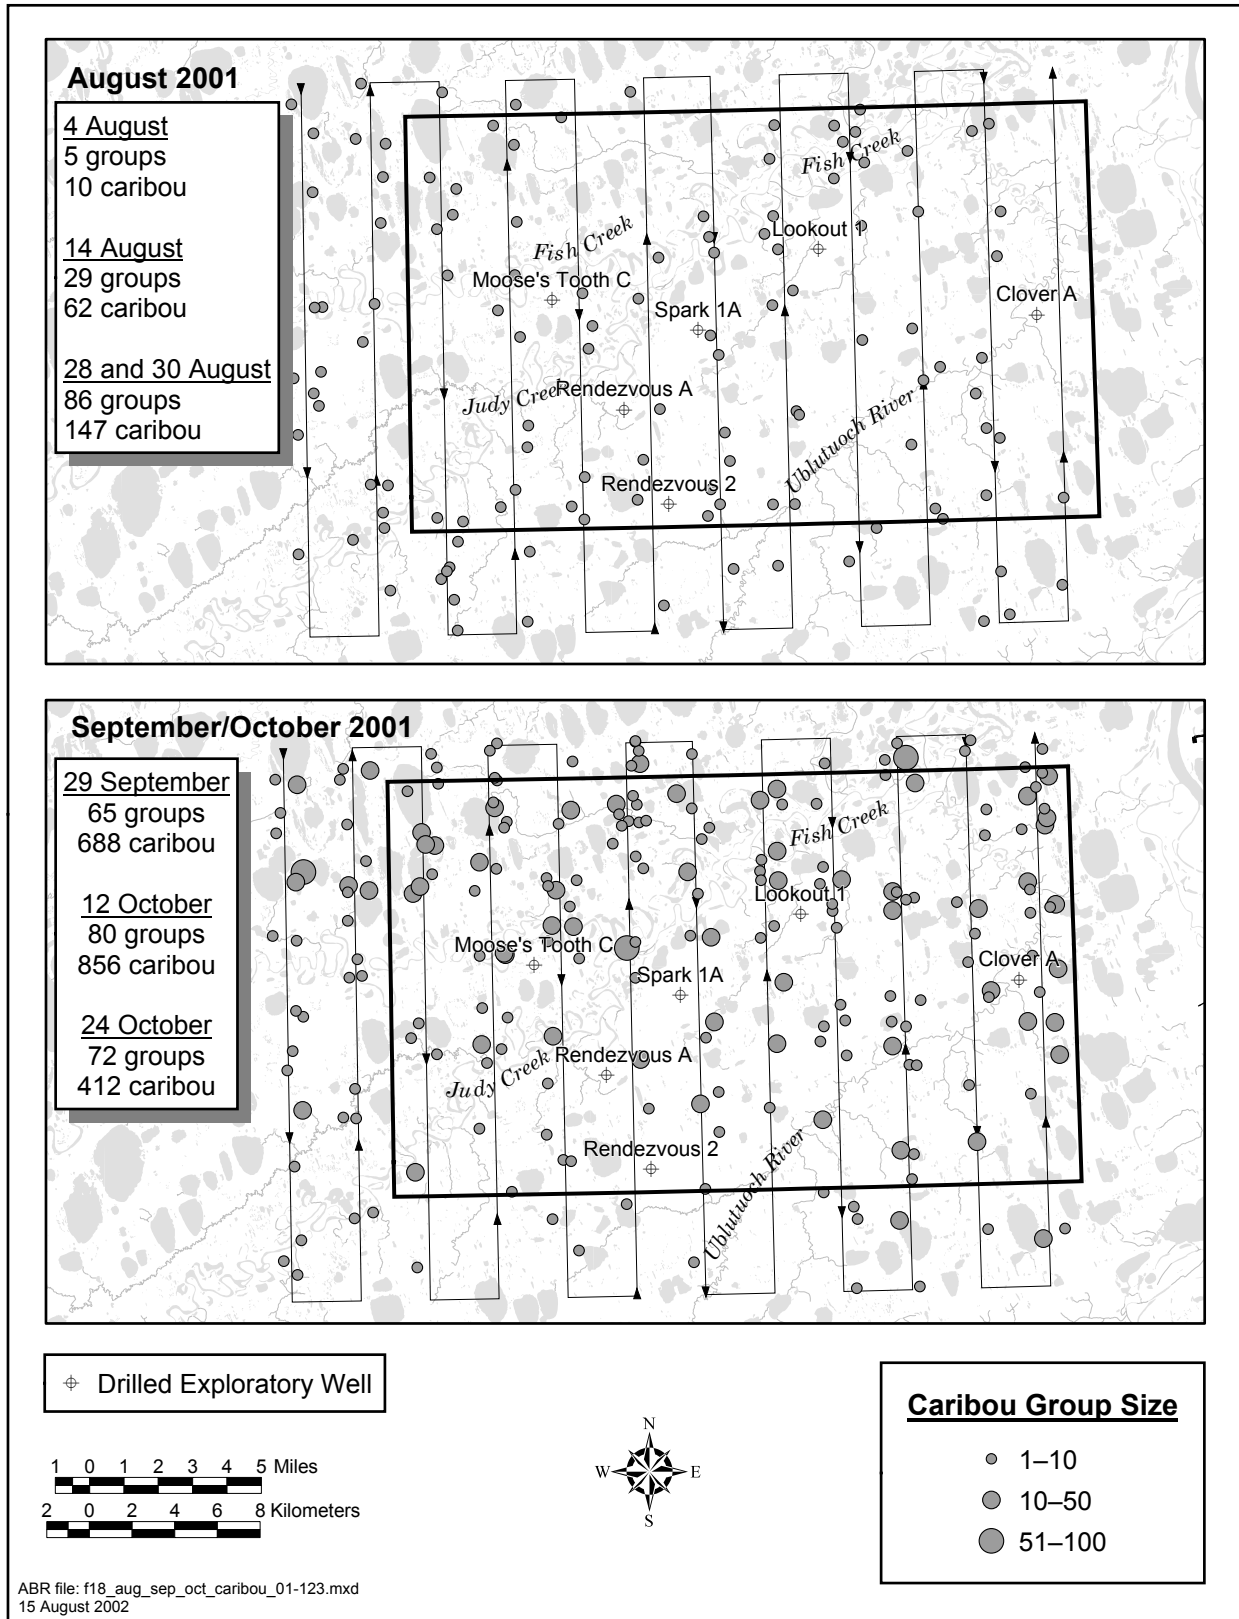 August 2001
4 August
5 groups
10 caribou
14 August
29 groups
62 caribou
28 and 30 August
86 groups
147 caribou
Fish Creek
Fish Creek
Lookout 1
Moose's Tooth C
Spark 1A
Clover A
Judy Creek
Rendezvous A
Ublutuoch River
Rendezvous 2
September/October 2001
29 September
65 groups
688 caribou
12 October
80 groups
856 caribou
24 October
72 groups
412 caribou
Fish Creek
Lookout 1
Moose's Tooth C
Spark 1A
Clover A
Judy Creek
Rendezvous A
Rendezvous 2
Ublutuoch River
Drilled Exploratory Well
1 0 1 2 3 4 5 Miles
2 0 2 4 6 8 Kilometers
N
W E
S
Caribou Group Size
1–10
10–50
51–100
ABR file: f18_aug_sep_oct_caribou_01-123.mxd
15 August 2002